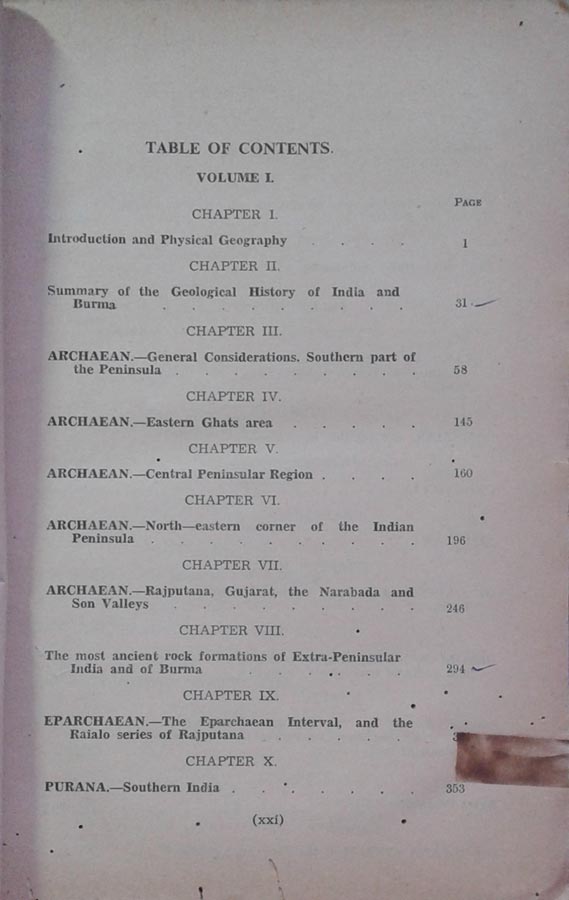 TABLE OF CONTENTS.
VOLUME I.
PAGE
CHAPTER I.
Introduction and Physical Geography . . . . 1
CHAPTER II.
Summary of the Geological History of India and
Burma . . . . . . . . 31
CHAPTER III.
ARCHAEAN.—General Considerations. Southern part of
the Peninsula . . . . . . . . . 58
CHAPTER IV.
ARCHAEAN.—Eastern Ghats area . . . . . 145
CHAPTER V.
ARCHAEAN.—Central Peninsular Region . . . . 160
CHAPTER VI.
ARCHAEAN.—North—eastern corner of the Indian
Peninsula . . . . . . . . . . 196
CHAPTER VII.
ARCHAEAN.—Rajputana, Gujarat, the Narabada and
Son Valleys . . . . . . . . . 246
CHAPTER VIII.
The most ancient rock formations of Extra-Peninsular
India and of Burma . . . . . . 294
CHAPTER IX.
EPARCHAEAN.—The Eparchaean Interval, and the
Raialo series of Rajputana . . . . .
CHAPTER X.
PURANA.—Southern India . . . . . . . 353
(xxi)